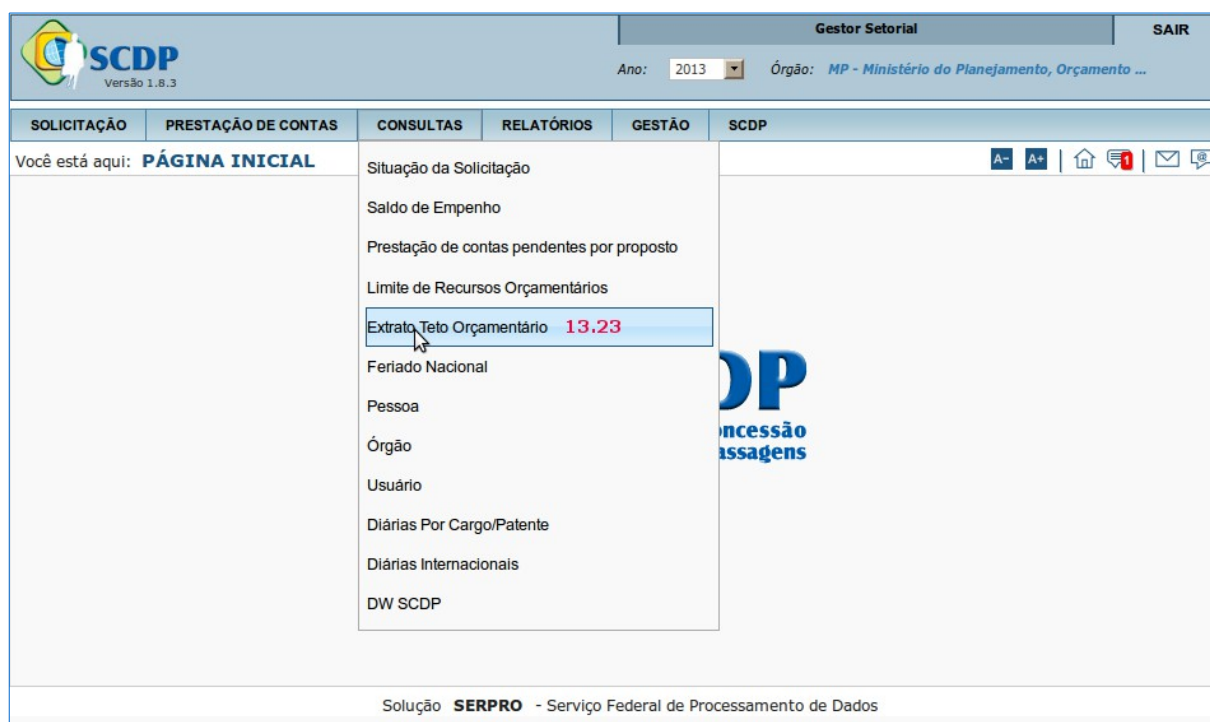 Gestor Setorial
SAIR
SCDP
Versão 1.8.3
Ano: 2013 Órgão: MP - Ministério do Planejamento, Orçamento ...
SOLICITAÇÃO PRESTAÇÃO DE CONTAS CONSULTAS RELATÓRIOS GESTÃO SCDP
Você está aqui: PÁGINA INICIAL
A- A+ 1
Situação da Solicitação
Saldo de Empenho
Prestação de contas pendentes por proposto
Limite de Recursos Orçamentários
Extrato Teto Orçamentário 13.23
Feriado Nacional
Pessoa
Órgão
Usuário
Diárias Por Cargo/Patente
Diárias Internacionais
DW SCDP
DP
ncessão
assagens
Solução SERPRO - Serviço Federal de Processamento de Dados